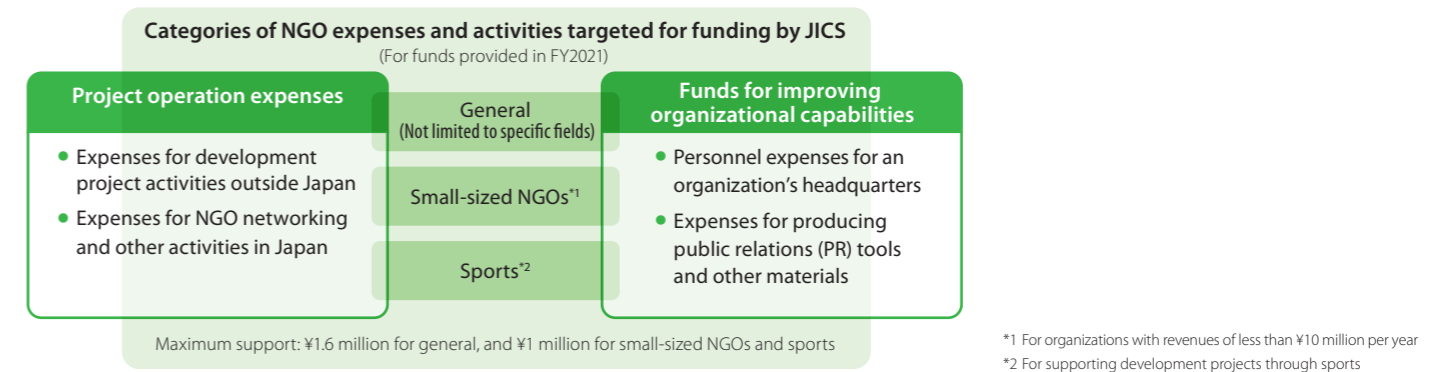 Categories of NGO expenses and activities targeted for funding by JICS
(For funds provided in FY2021)
Project operation expenses
• Expenses for development
project activities outside Japan
• Expenses for NGO networking
and other activities in Japan
General
(Not limited to specific fields)
Small-sized NGOs*1
Sports*2
Funds for improving
organizational capabilities
• Personnel expenses for an
organization's headquarters
• Expenses for producing
public relations (PR) tools
and other materials
Maximum support: ¥1.6 million for general, and ¥1 million for small-sized NGOs and sports
*1 For organizations with revenues of less than ¥10 million per year
*2 For supporting development projects through sports